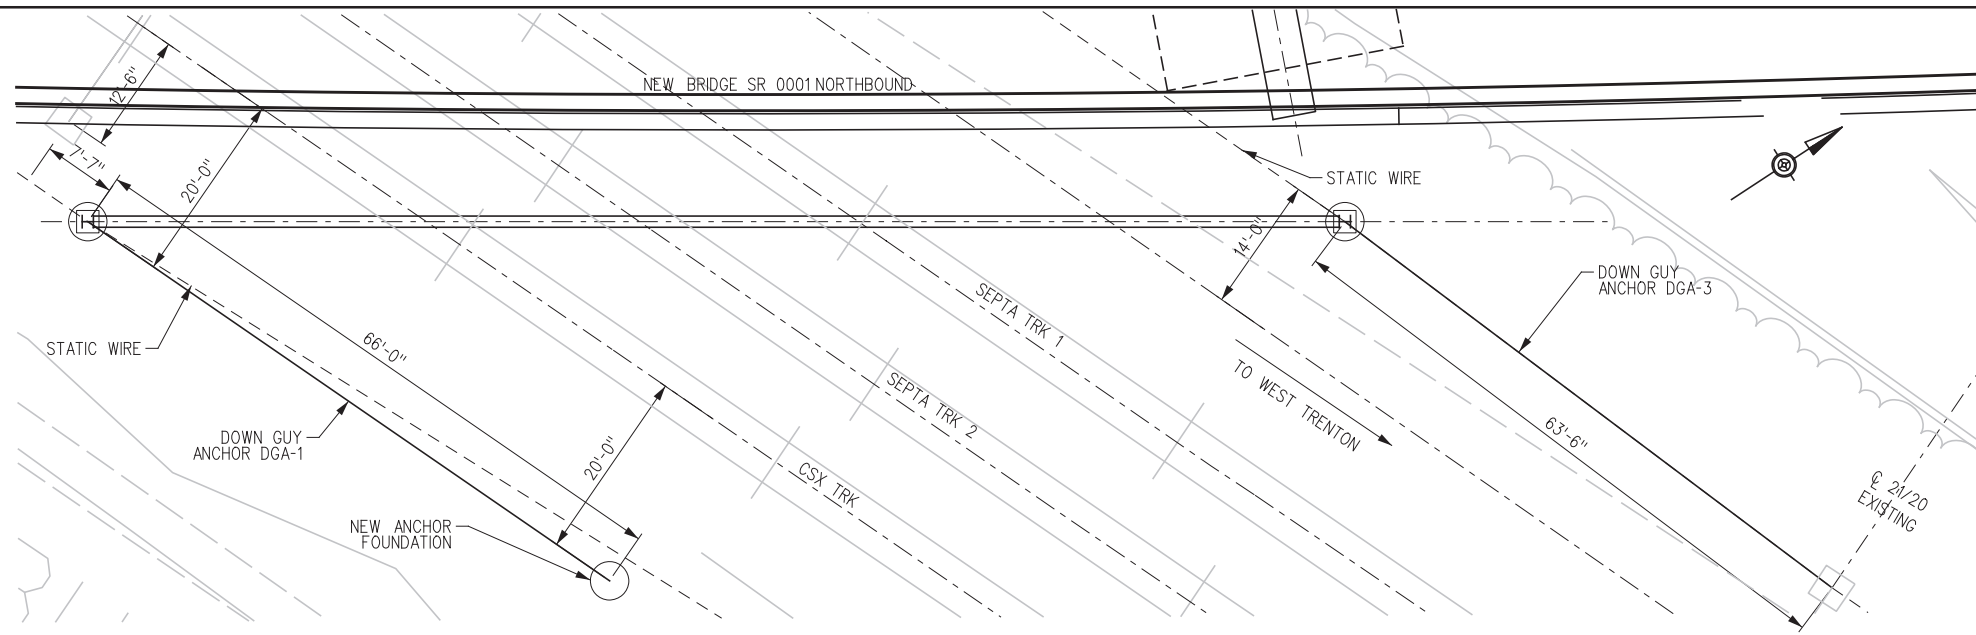 NEW BRIDGE SR 0001 NORTHBOUND
12'-6"
7'-7"
20'-0"
STATIC WIRE
14'-0"
STATIC WIRE
66'-0"
DOWN GUY
ANCHOR DGA-1
20'-0"
NEW ANCHOR
FOUNDATION
CSX TRK
SEPTA TRK 2
SEPTA TRK 1
TO WEST TRENTON
DOWN GUY
ANCHOR DGA-3
63'-6"
℄ 21/20
EXISTING